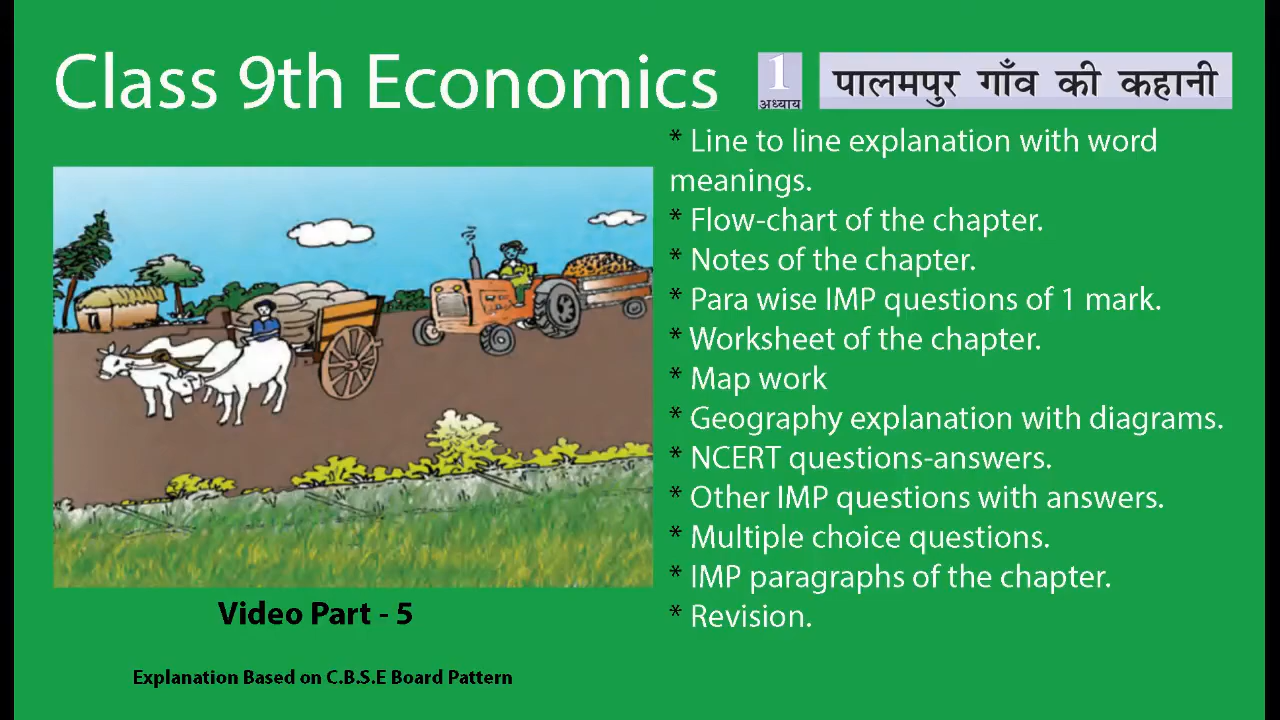 Class 9th Economics
1
अध्याय
पालमपुर गाँव की कहानी
* Line to line explanation with word
meanings.
* Flow-chart of the chapter.
* Notes of the chapter.
* Para wise IMP questions of 1 mark.
* Worksheet of the chapter.
* Map work
* Geography explanation with diagrams.
* NCERT questions-answers.
* Other IMP questions with answers.
* Multiple choice questions.
* IMP paragraphs of the chapter.
* Revision.
Video Part - 5
Explanation Based on C.B.S.E Board Pattern